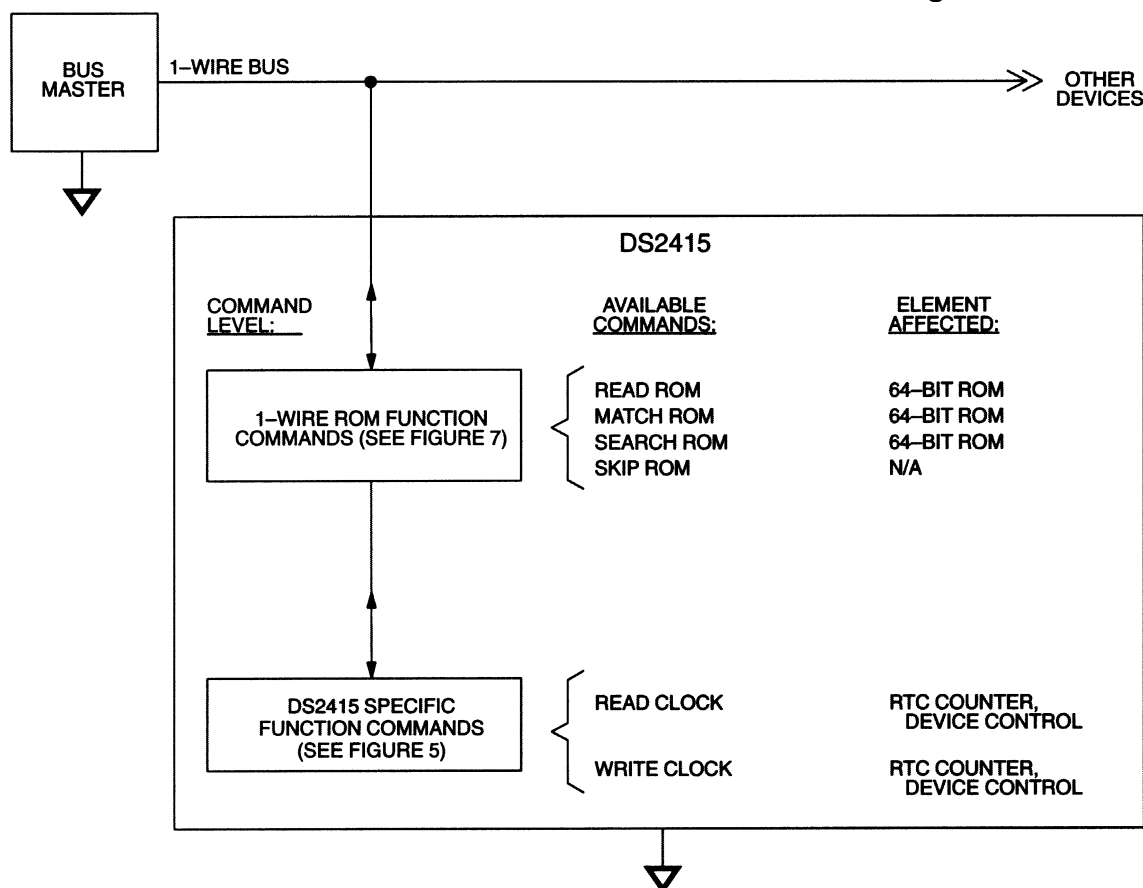 BUS
MASTER
1–WIRE BUS
OTHER
DEVICES
DS2415
COMMAND
LEVEL:
AVAILABLE
COMMANDS:
ELEMENT
AFFECTED:
1–WIRE ROM FUNCTION
COMMANDS (SEE FIGURE 7)
READ ROM
64–BIT ROM
MATCH ROM
64–BIT ROM
SEARCH ROM
64–BIT ROM
SKIP ROM
N/A
DS2415 SPECIFIC
FUNCTION COMMANDS
(SEE FIGURE 5)
READ CLOCK
RTC COUNTER,
DEVICE CONTROL
WRITE CLOCK
RTC COUNTER,
DEVICE CONTROL